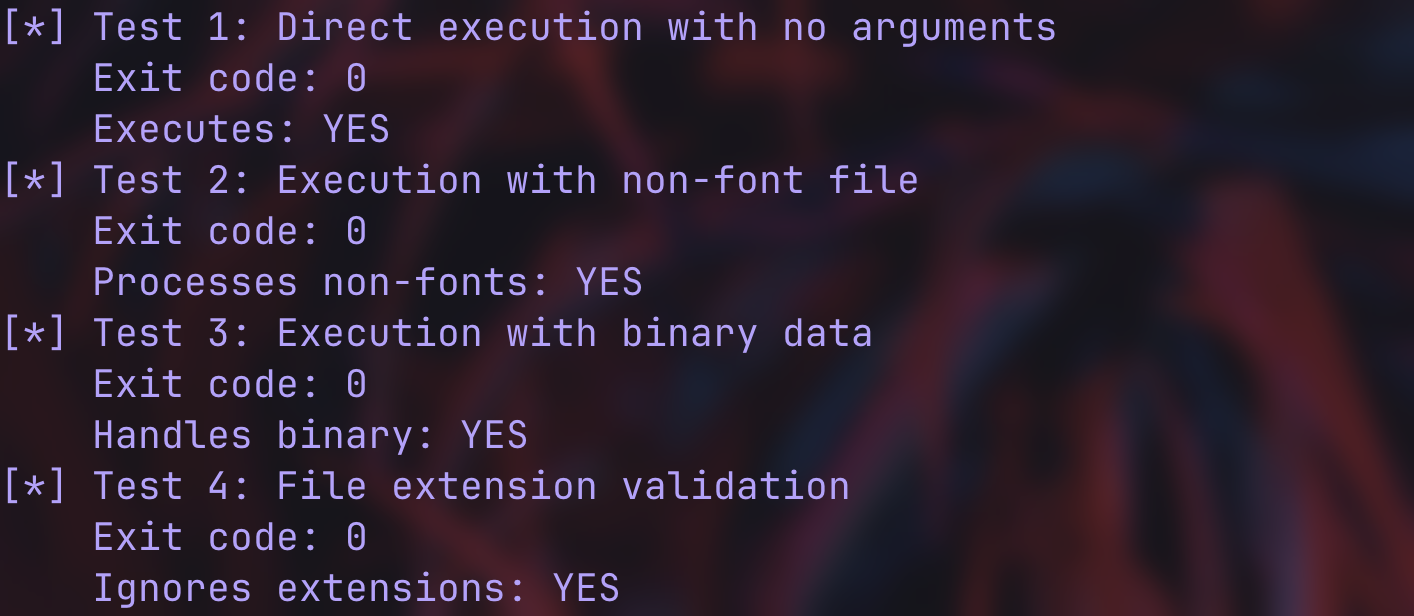 [*] Test 1: Direct execution with no arguments
    Exit code: 0
    Executes: YES
[*] Test 2: Execution with non-font file
    Exit code: 0
    Processes non-fonts: YES
[*] Test 3: Execution with binary data
    Exit code: 0
    Handles binary: YES
[*] Test 4: File extension validation
    Exit code: 0
    Ignores extensions: YES